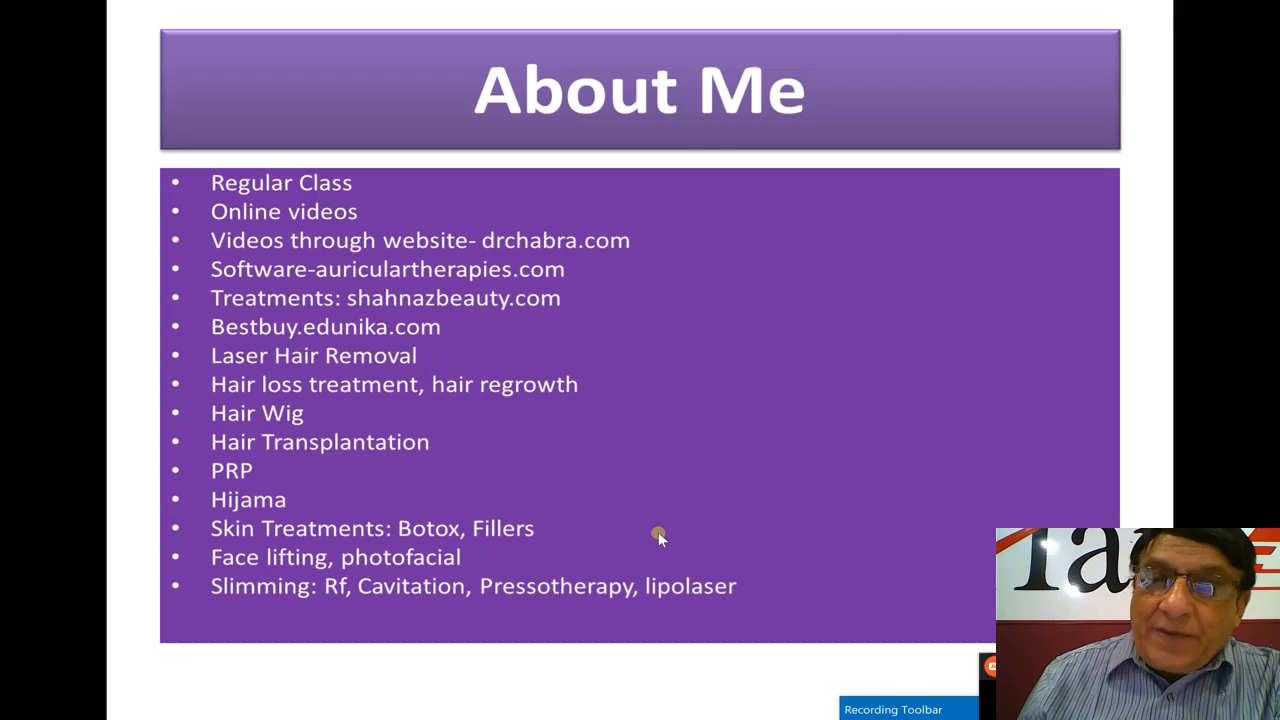 About Me
• Regular Class
• Online videos
• Videos through website- drchabra.com
• Software-auriculartherapies.com
• Treatments: shahnazbeauty.com
• Bestbuy.edunika.com
• Laser Hair Removal
• Hair loss treatment, hair regrowth
• Hair Wig
• Hair Transplantation
• PRP
• Hijama
• Skin Treatments: Botox, Fillers
• Face lifting, photofacial
• Slimming: Rf, Cavitation, Pressotherapy, lipolaser
Recording Toolbar